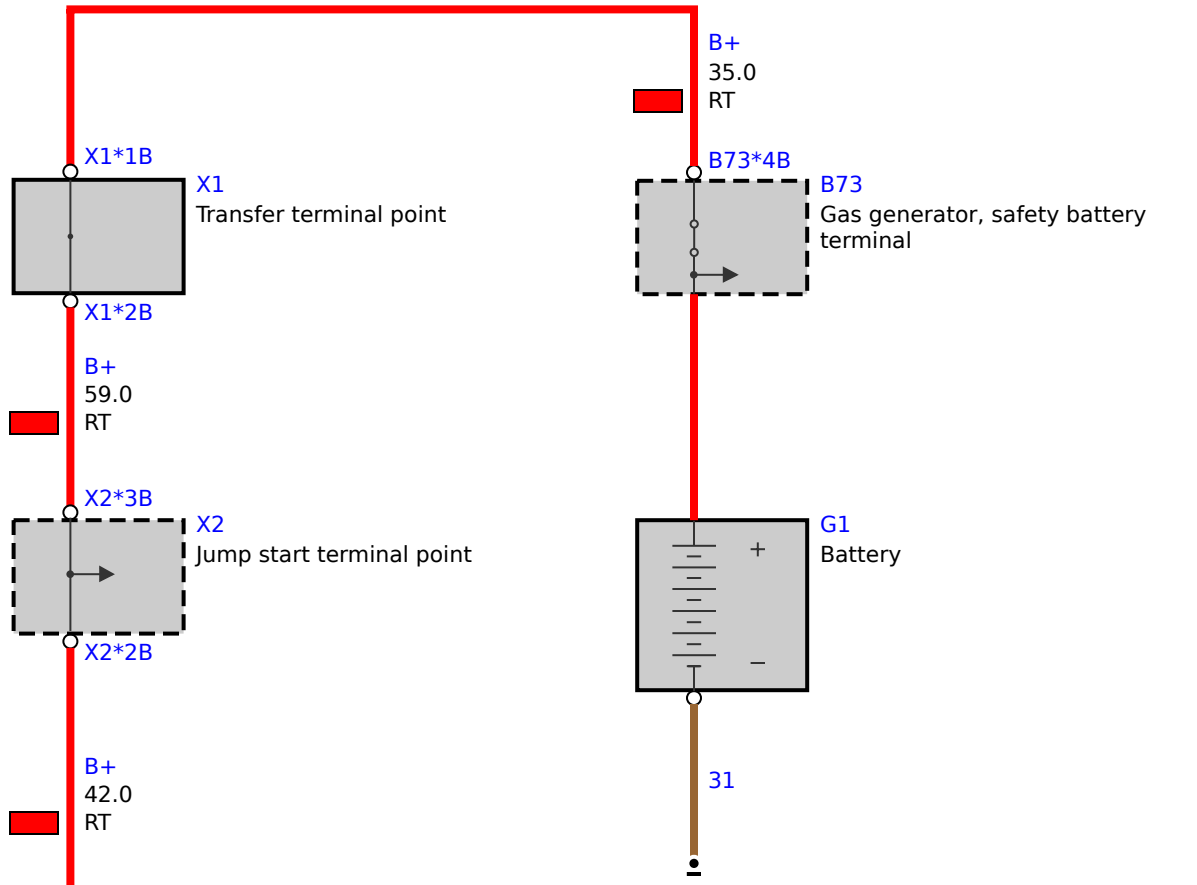 B+
35.0
RT
X1*1B
B73*4B
X1
Transfer terminal point
B73
Gas generator, safety battery
terminal
X1*2B
B+
59.0
RT
X2*3B
X2
Jump start terminal point
G1
Battery
+
−
X2*2B
B+
42.0
RT
31